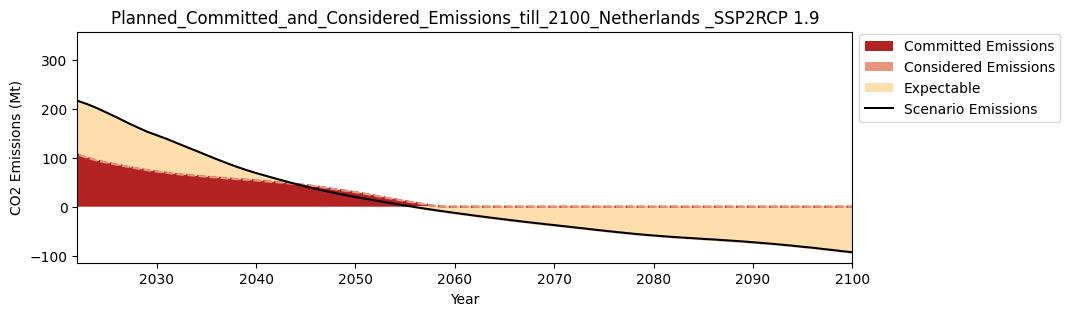 Planned_Committed_and_Considered_Emissions_till_2100_Netherlands _SSP2RCP 1.9
CO2 Emissions (Mt)
300
200
100
0
−100
2030 2040 2050 2060 2070 2080 2090 2100
Year
Committed Emissions
Considered Emissions
Expectable
Scenario Emissions